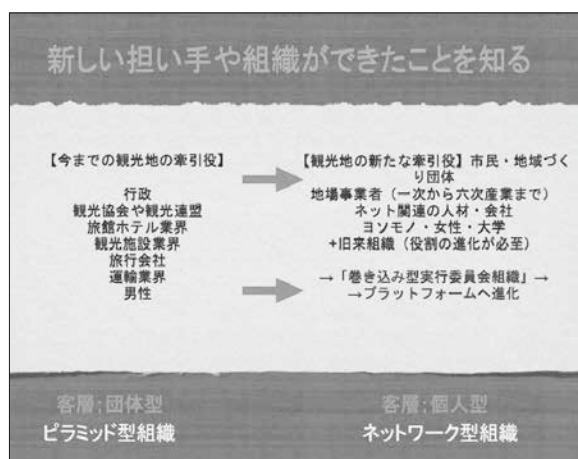 新しい担い手や組織ができたことを知る
【今までの観光地の牽引役】
行政
観光協会や観光連盟
旅館ホテル業界
観光施設業界
旅行会社
運輸業界
男性
【観光地の新たな牽引役】市民・地域づく
り団体
地場事業者（一次から六次産業まで）
ネット関連の人材・会社
ヨソモノ・女性・大学
+旧来組織（役割の進化が必至）
→「巻き込み型実行委員会組織」→
→プラットフォームへ進化
客層:団体型
ピラミッド型組織
客層:個人型
ネットワーク型組織